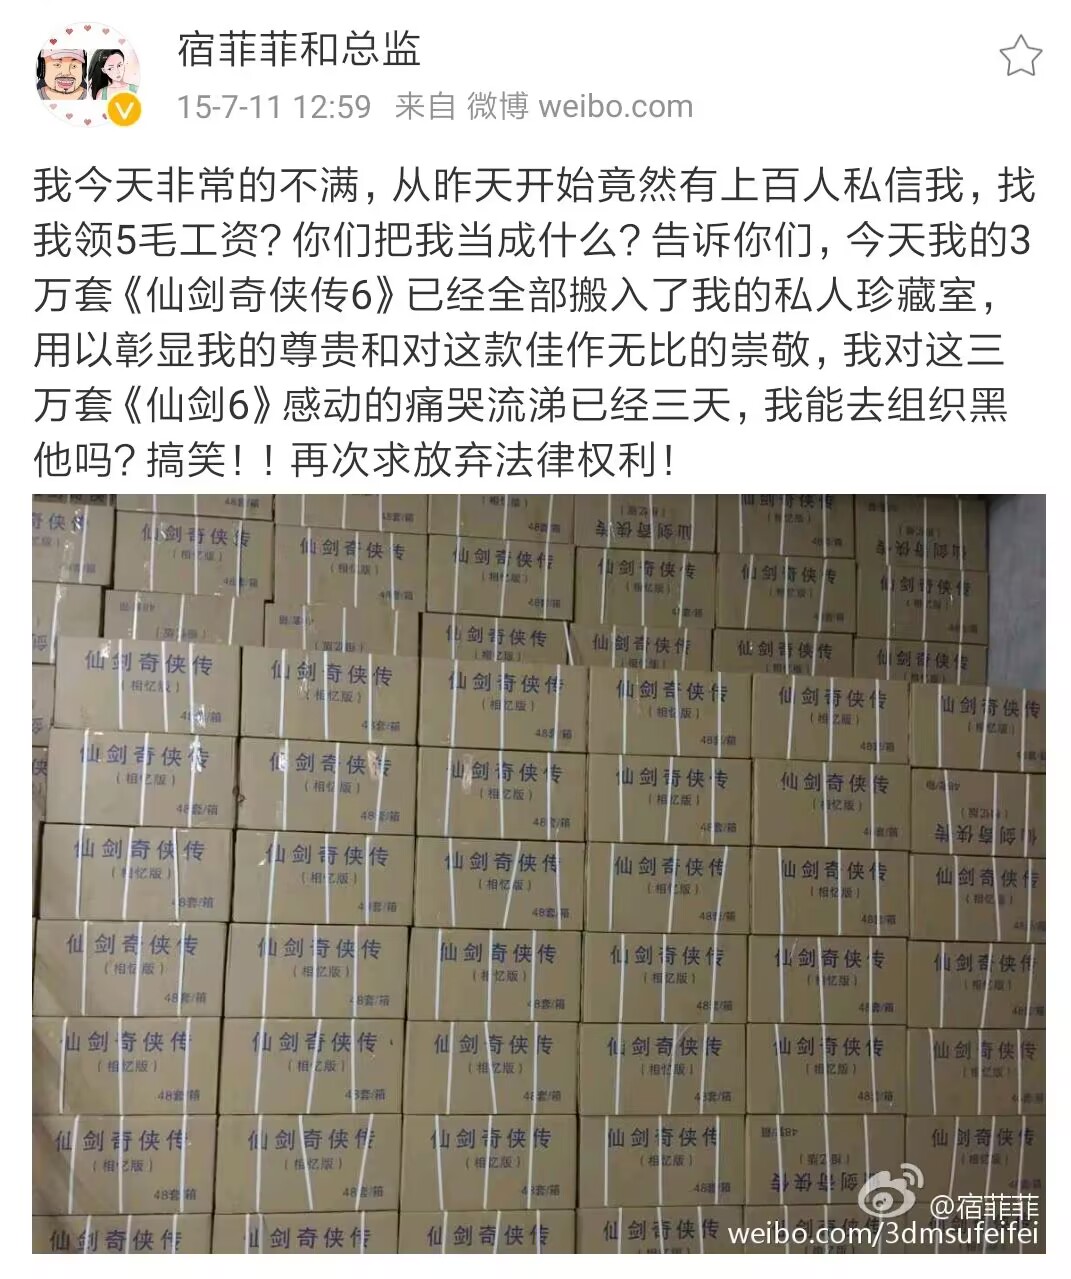 宿菲菲和总监
15-7-11 12:59 来自 微博 weibo.com
我今天非常的不满，从昨天开始竟然有上百人私信我，找
我领5毛工资？你们把我当成什么？告诉你们，今天我的3
万套《仙剑奇侠传6》已经全部搬入了我的私人珍藏室，
用以彰显我的尊贵和对这款佳作无比的崇敬，我对这三
万套《仙剑6》感动的痛哭流涕已经三天，我能去组织黑
他吗？搞笑！！再次求放弃法律权利！
仙剑奇侠传
（相忆版）
48套/箱
@宿菲菲
weibo.com/3dmsufeifei